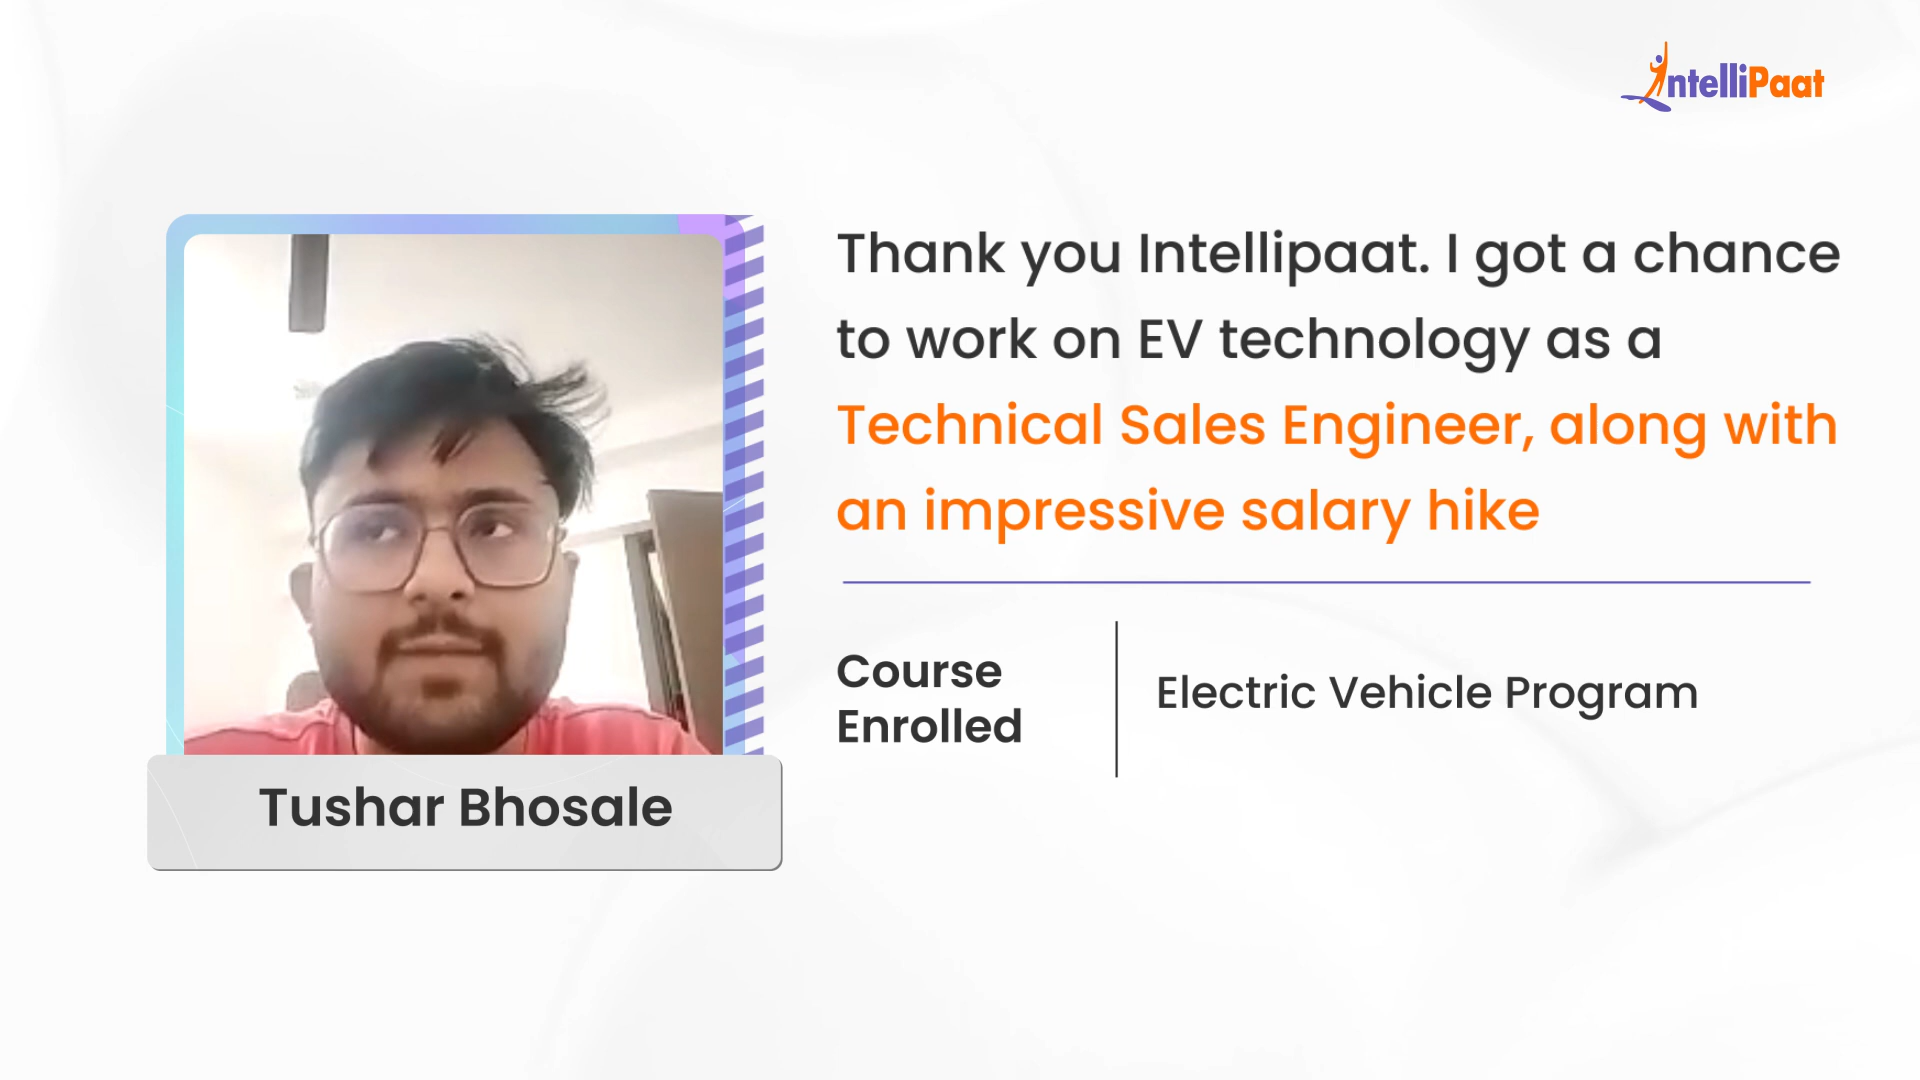 IntelliPaat
Thank you Intellipaat. I got a chance
to work on EV technology as a
Technical Sales Engineer, along with
an impressive salary hike
Course
Enrolled
Electric Vehicle Program
Tushar Bhosale